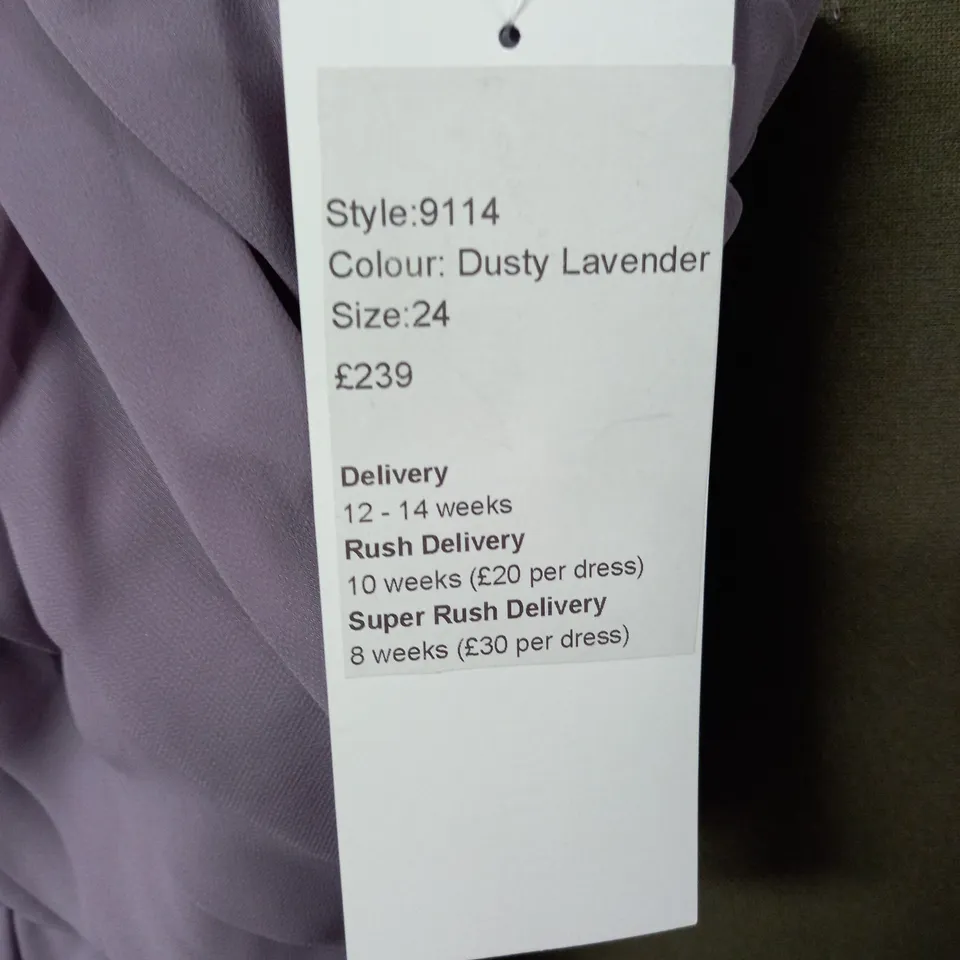 Style:9114
Colour: Dusty Lavender
Size:24
£239
Delivery
12 - 14 weeks
Rush Delivery
10 weeks (£20 per dress)
Super Rush Delivery
8 weeks (£30 per dress)